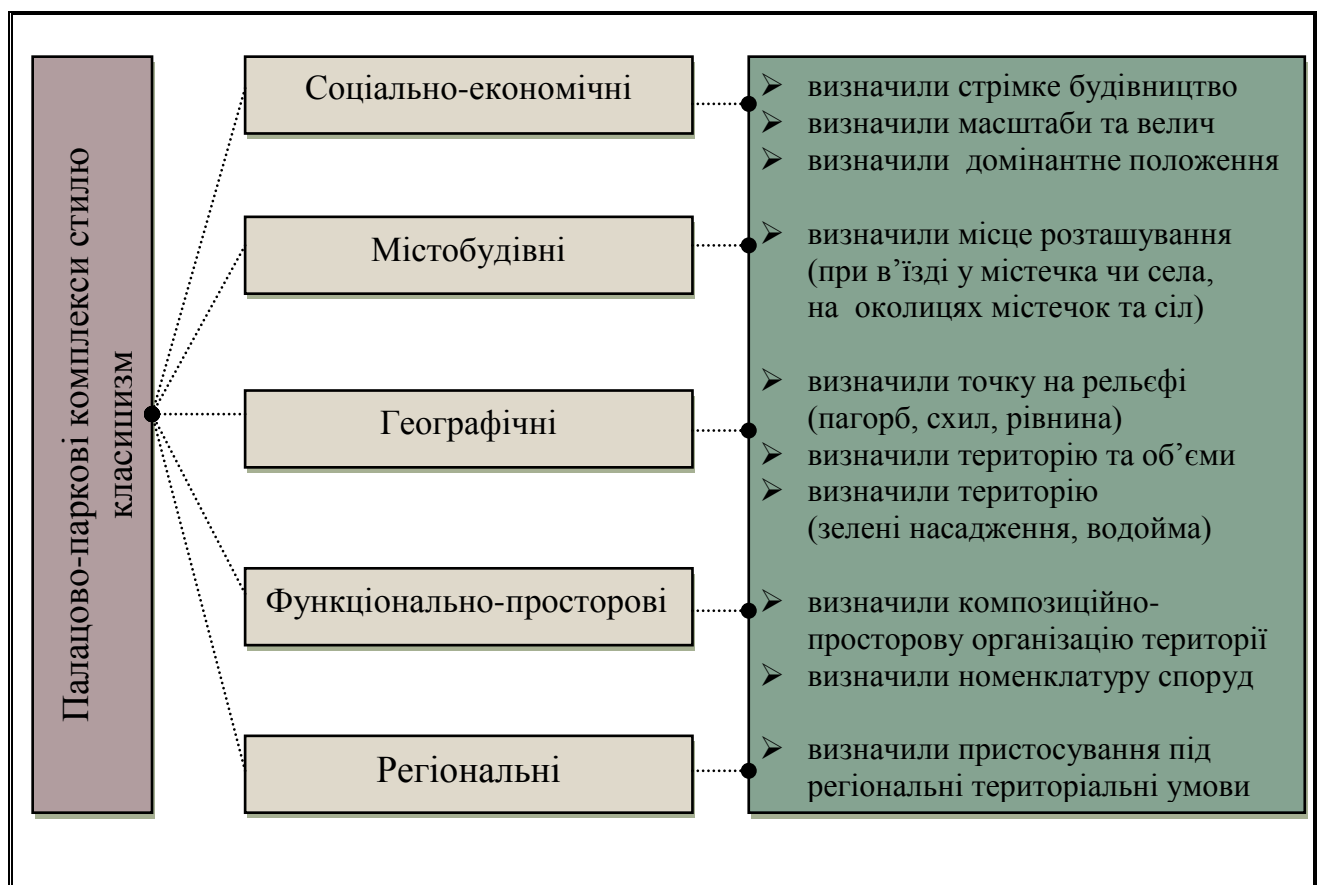 Палацово-паркові комплекси стилю
класицизм
Соціально-економічні
Містобудівні
Географічні
Функціонально-просторові
Регіональні
➢ визначили стрімке будівництво
➢ визначили масштаби та велич
➢ визначили домінантне положення
➢ визначили місце розташування
(при в’їзді у містечка чи села,
на околицях містечок та сіл)
➢ визначили точку на рельєфі
(пагорб, схил, рівнина)
➢ визначили територію та об’єми
➢ визначили територію
(зелені насадження, водойма)
➢ визначили композиційно-
просторову організацію території
➢ визначили номенклатуру споруд
➢ визначили пристосування під
регіональні територіальні умови